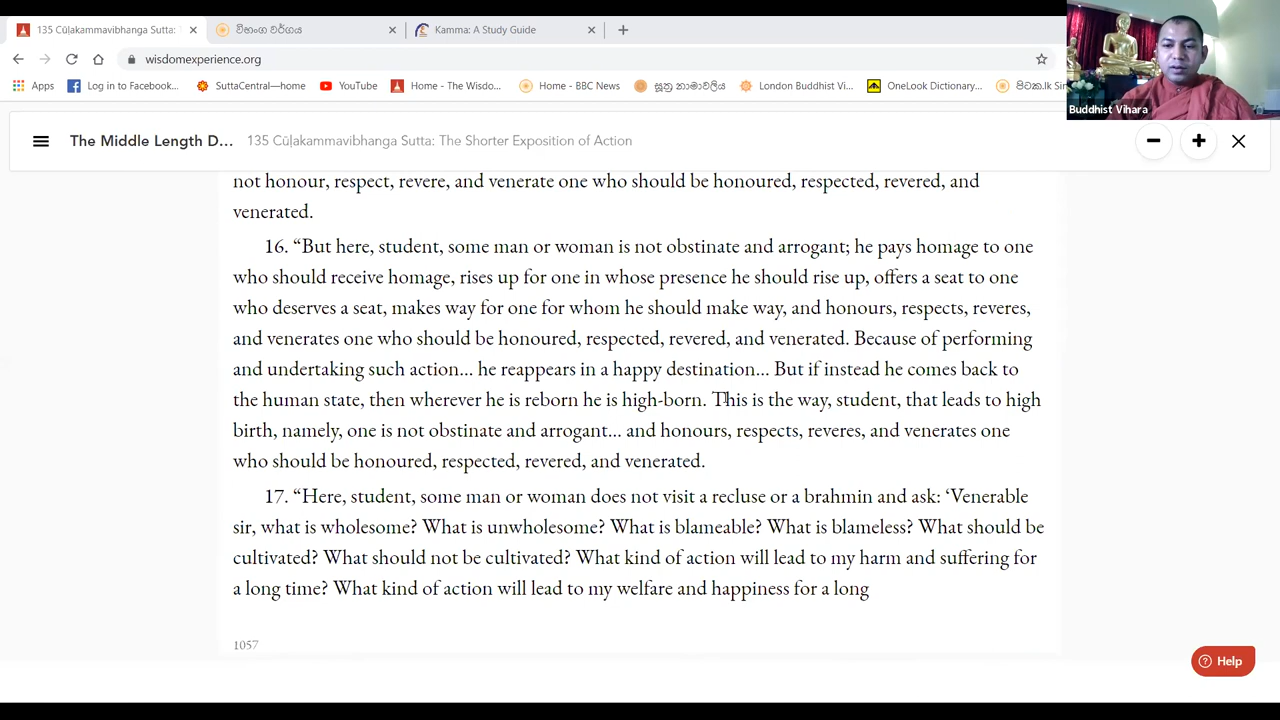 135 Cūḷakammavibhanga Sutta:
විභංග වර්ගය
Kamma: A Study Guide
wisdomexperience.org
Apps
Log in to Facebook...
SuttaCentral—home
YouTube
Home - The Wisdo...
Home - BBC News
සූත්‍ර නාමාවලිය
London Buddhist Vi...
OneLook Dictionary...
පිටක.lk Sin
Buddhist Vihara
The Middle Length D... 135 Cūḷakammavibhanga Sutta: The Shorter Exposition of Action
not honour, respect, revere, and venerate one who should be honoured, respected, revered, and
venerated.
16. “But here, student, some man or woman is not obstinate and arrogant; he pays homage to one
who should receive homage, rises up for one in whose presence he should rise up, offers a seat to one
who deserves a seat, makes way for one for whom he should make way, and honours, respects, reveres,
and venerates one who should be honoured, respected, revered, and venerated. Because of performing
and undertaking such action... he reappears in a happy destination... But if instead he comes back to
the human state, then wherever he is reborn he is high-born. This is the way, student, that leads to high
birth, namely, one is not obstinate and arrogant... and honours, respects, reveres, and venerates one
who should be honoured, respected, revered, and venerated.
17. “Here, student, some man or woman does not visit a recluse or a brahmin and ask: ‘Venerable
sir, what is wholesome? What is unwholesome? What is blameable? What is blameless? What should be
cultivated? What should not be cultivated? What kind of action will lead to my harm and suffering for
a long time? What kind of action will lead to my welfare and happiness for a long
1057
Help